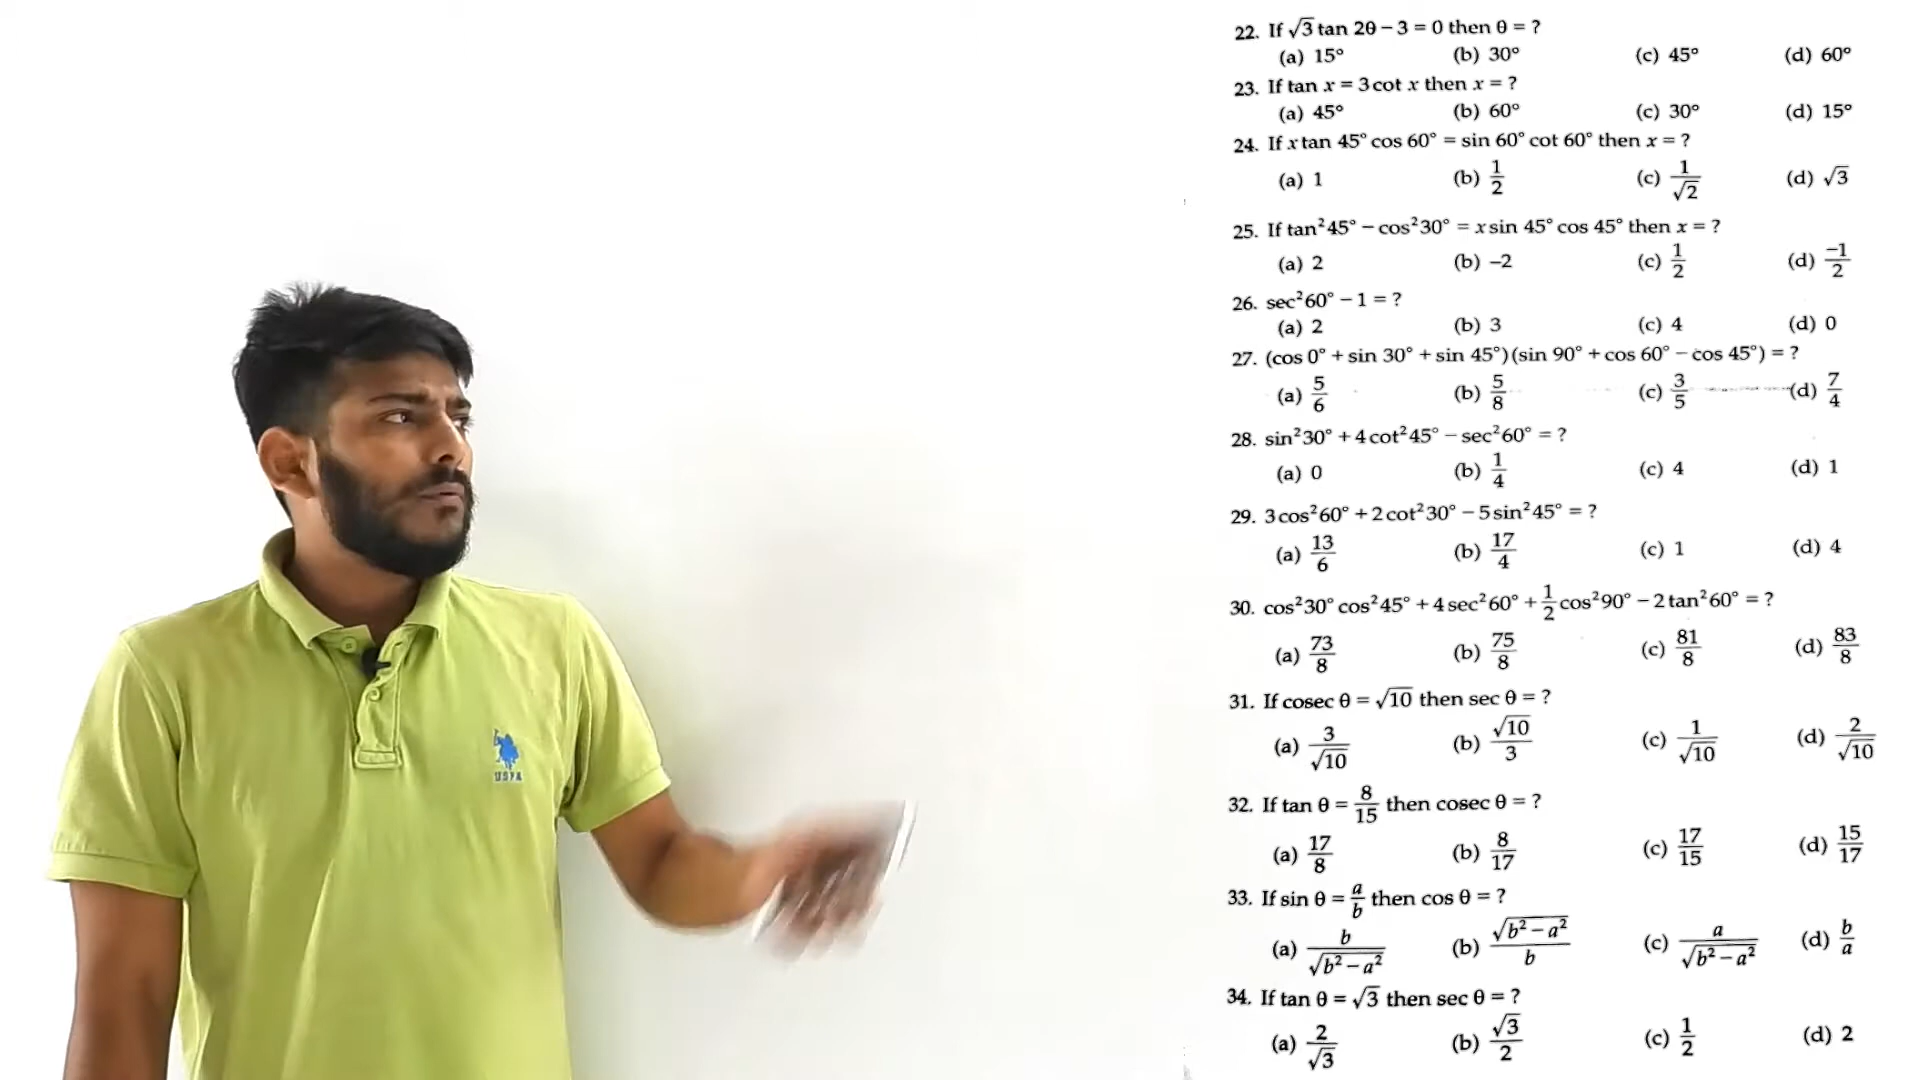 22. If √3 tan 2θ − 3 = 0 then θ = ?
(a) 15° (b) 30° (c) 45° (d) 60°
23. If tan x = 3 cot x then x = ?
(a) 45° (b) 60° (c) 30° (d) 15°
24. If x tan 45° cos 60° = sin 60° cot 60° then x = ?
(a) 1 (b) 1/2 (c) 1/√2 (d) √3
25. If tan²45° − cos²30° = x sin 45° cos 45° then x = ?
(a) 2 (b) −2 (c) 1/2 (d) −1/2
26. sec²60° − 1 = ?
(a) 2 (b) 3 (c) 4 (d) 0
27. (cos 0° + sin 30° + sin 45°)(sin 90° + cos 60° − cos 45°) = ?
(a) 5/6 (b) 5/8 (c) 3/5 (d) 7/4
28. sin²30° + 4 cot²45° − sec²60° = ?
(a) 0 (b) 1/4 (c) 4 (d) 1
29. 3 cos²60° + 2 cot²30° − 5 sin²45° = ?
(a) 13/6 (b) 17/4 (c) 1 (d) 4
30. cos²30° cos²45° + 4 sec²60° + 1/2 cos²90° − 2 tan²60° = ?
(a) 73/8 (b) 75/8 (c) 81/8 (d) 83/8
31. If cosec θ = √10 then sec θ = ?
(a) 3/√10 (b) √10/3 (c) 1/√10 (d) 2/√10
32. If tan θ = 8/15 then cosec θ = ?
(a) 17/8 (b) 8/17 (c) 17/15 (d) 15/17
33. If sin θ = a/b then cos θ = ?
(a) b/√(b² − a²) (b) √(b² − a²)/b (c) a/√(b² − a²) (d) b/a
34. If tan θ = √3 then sec θ = ?
(a) 2/√3 (b) √3/2 (c) 1/2 (d) 2
USPA